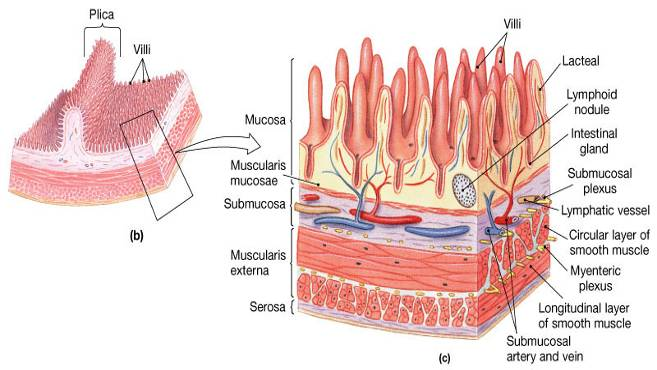 Plica
Villi
(b)
Villi
Mucosa
Muscularis
mucosae
Submucosa
Muscularis
externa
Serosa
Lacteal
Lymphoid
nodule
Intestinal
gland
Submucosal
plexus
Lymphatic vessel
Circular layer of
smooth muscle
Myenteric
plexus
Longitudinal layer
of smooth muscle
Submucosal
artery and vein
(c)